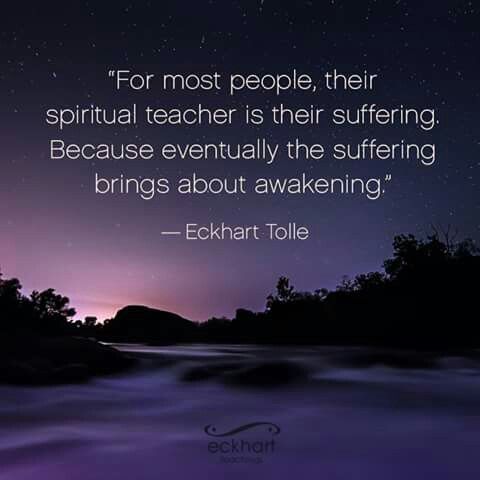 “For most people, their
spiritual teacher is their suffering.
Because eventually the suffering
brings about awakening.”
— Eckhart Tolle
eckhart
teachings